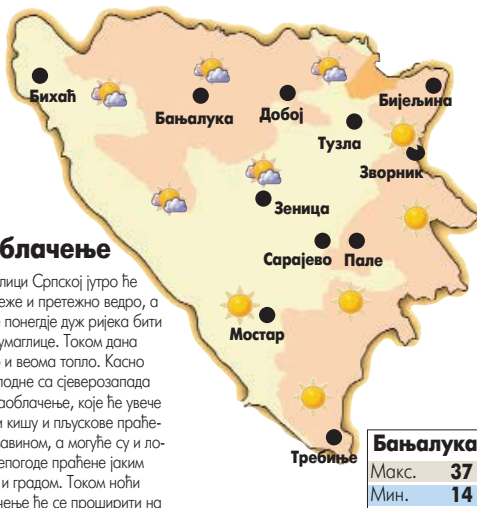 Бихаћ
Бањалука
Добој
Бијељина
Тузла
Зворник
Зеница
Сарајево
Пале
Мостар
Требиње
блачење
лици Српској јутро ће
еже и претежно ведро, а
понегдје дуж ријека бити
умаглице. Током дана
и веома топло. Касно
подне са сјеверозапада
аоблачење, које ће увече
и кишу и пљускове праће-
авином, а могуће су и ло-
епогоде праћене јаким
и градом. Током ноћи
чење ће се проширити на
Бањалука
Макс. 37
Мин. 14